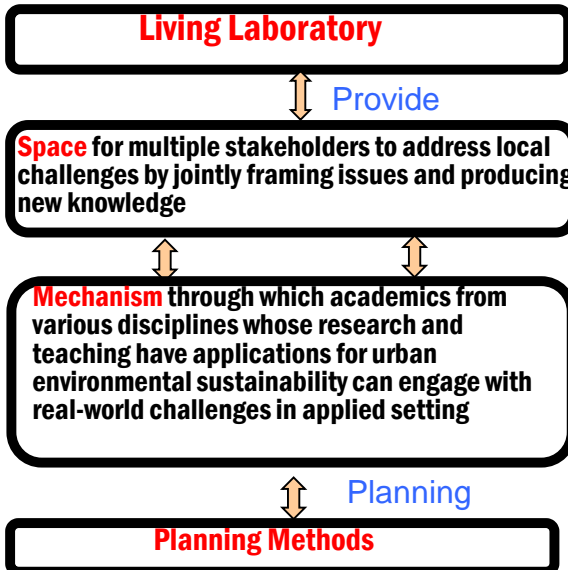 Living Laboratory
Provide
Space for multiple stakeholders to address local
challenges by jointly framing issues and producing
new knowledge
Mechanism through which academics from
various disciplines whose research and
teaching have applications for urban
environmental sustainability can engage with
real-world challenges in applied setting
Planning
Planning Methods